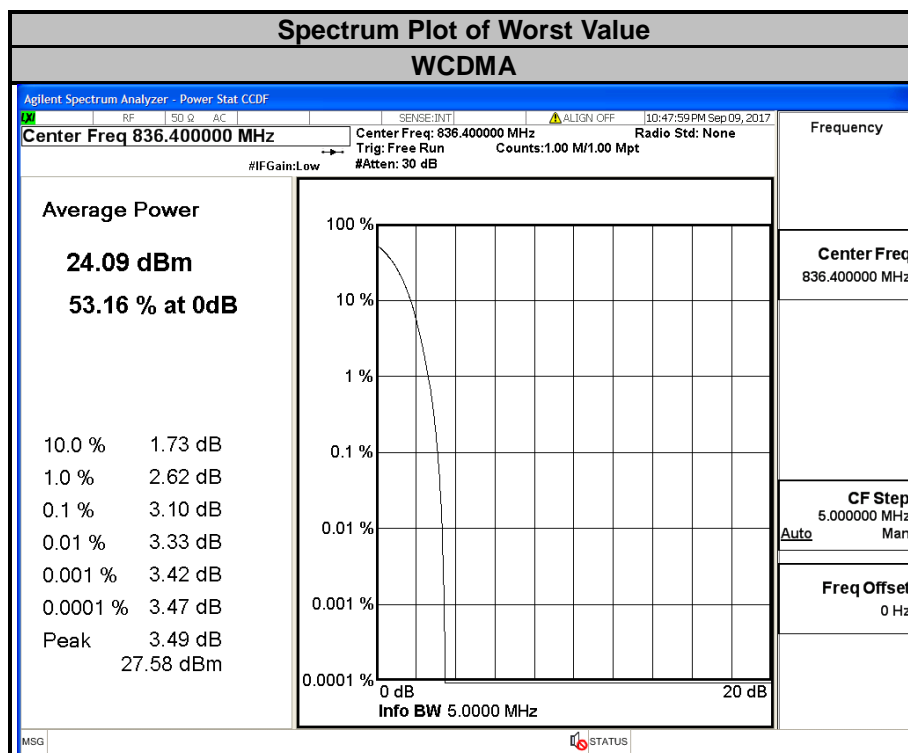 Spectrum Plot of Worst Value
WCDMA
Agilent Spectrum Analyzer - Power Stat CCDF
LXI RF 50 Ω AC SENSE:INT ALIGN OFF 10:47:59 PM Sep 09, 2017
Center Freq 836.400000 MHz
Center Freq: 836.400000 MHz Radio Std: None
Trig: Free Run Counts:1.00 M/1.00 Mpt
#IFGain:Low #Atten: 30 dB
Frequency
Average Power
24.09 dBm
53.16 % at 0dB
10.0 % 1.73 dB
1.0 % 2.62 dB
0.1 % 3.10 dB
0.01 % 3.33 dB
0.001 % 3.42 dB
0.0001 % 3.47 dB
Peak 3.49 dB
27.58 dBm
100 %
10 %
1 %
0.1 %
0.01 %
0.001 %
0.0001 %
0 dB 20 dB
Info BW 5.0000 MHz
Center Freq
836.400000 MHz
CF Step
5.000000 MHz
Auto Man
Freq Offset
0 Hz
MSG STATUS